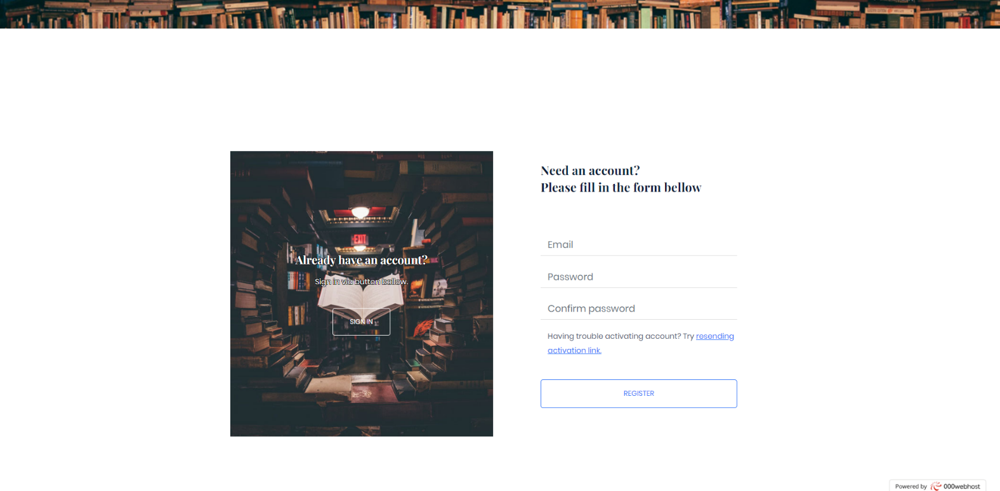 EXIT
Already have an account?
Sign in via button bellow.
SIGN IN
Need an account?
Please fill in the form bellow
Email
Password
Confirm password
Having trouble activating account? Try resending
activation link.
REGISTER
Powered by 000webhost